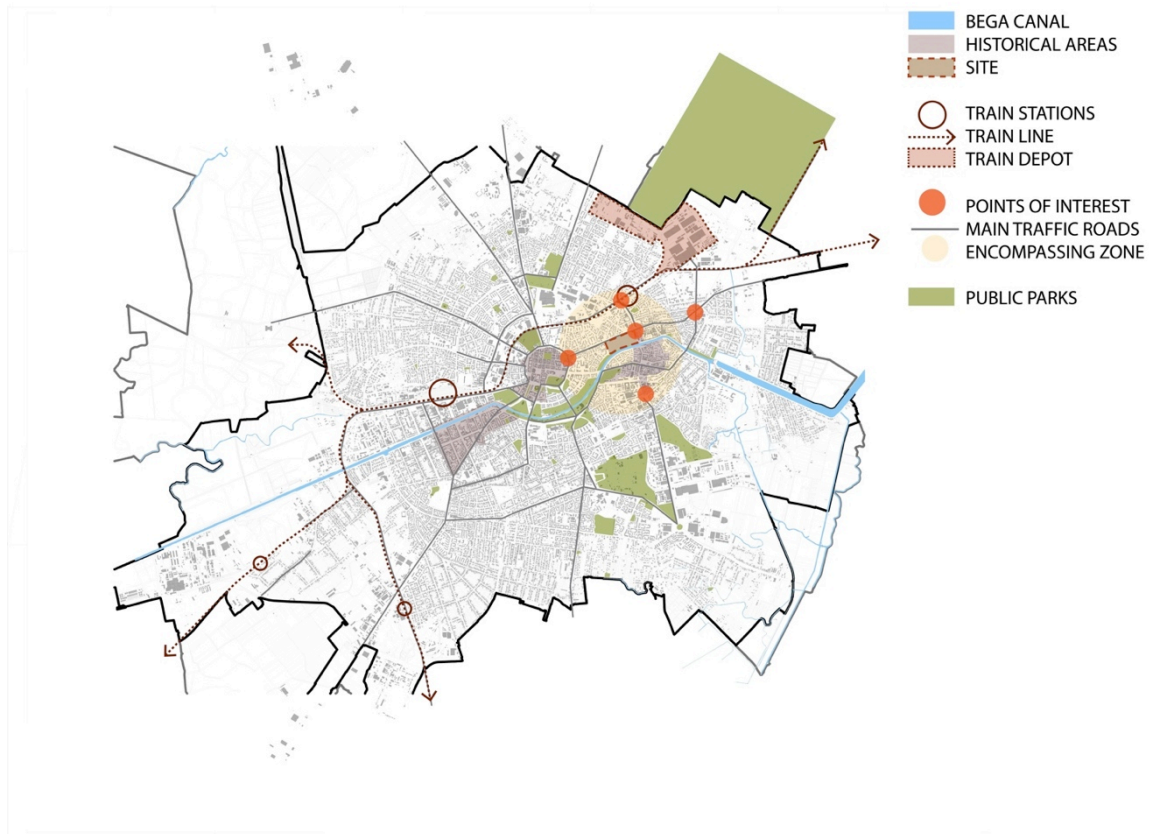 BEGA CANAL
HISTORICAL AREAS
SITE
TRAIN STATIONS
TRAIN LINE
TRAIN DEPOT
POINTS OF INTEREST
MAIN TRAFFIC ROADS
ENCOMPASSING ZONE
PUBLIC PARKS